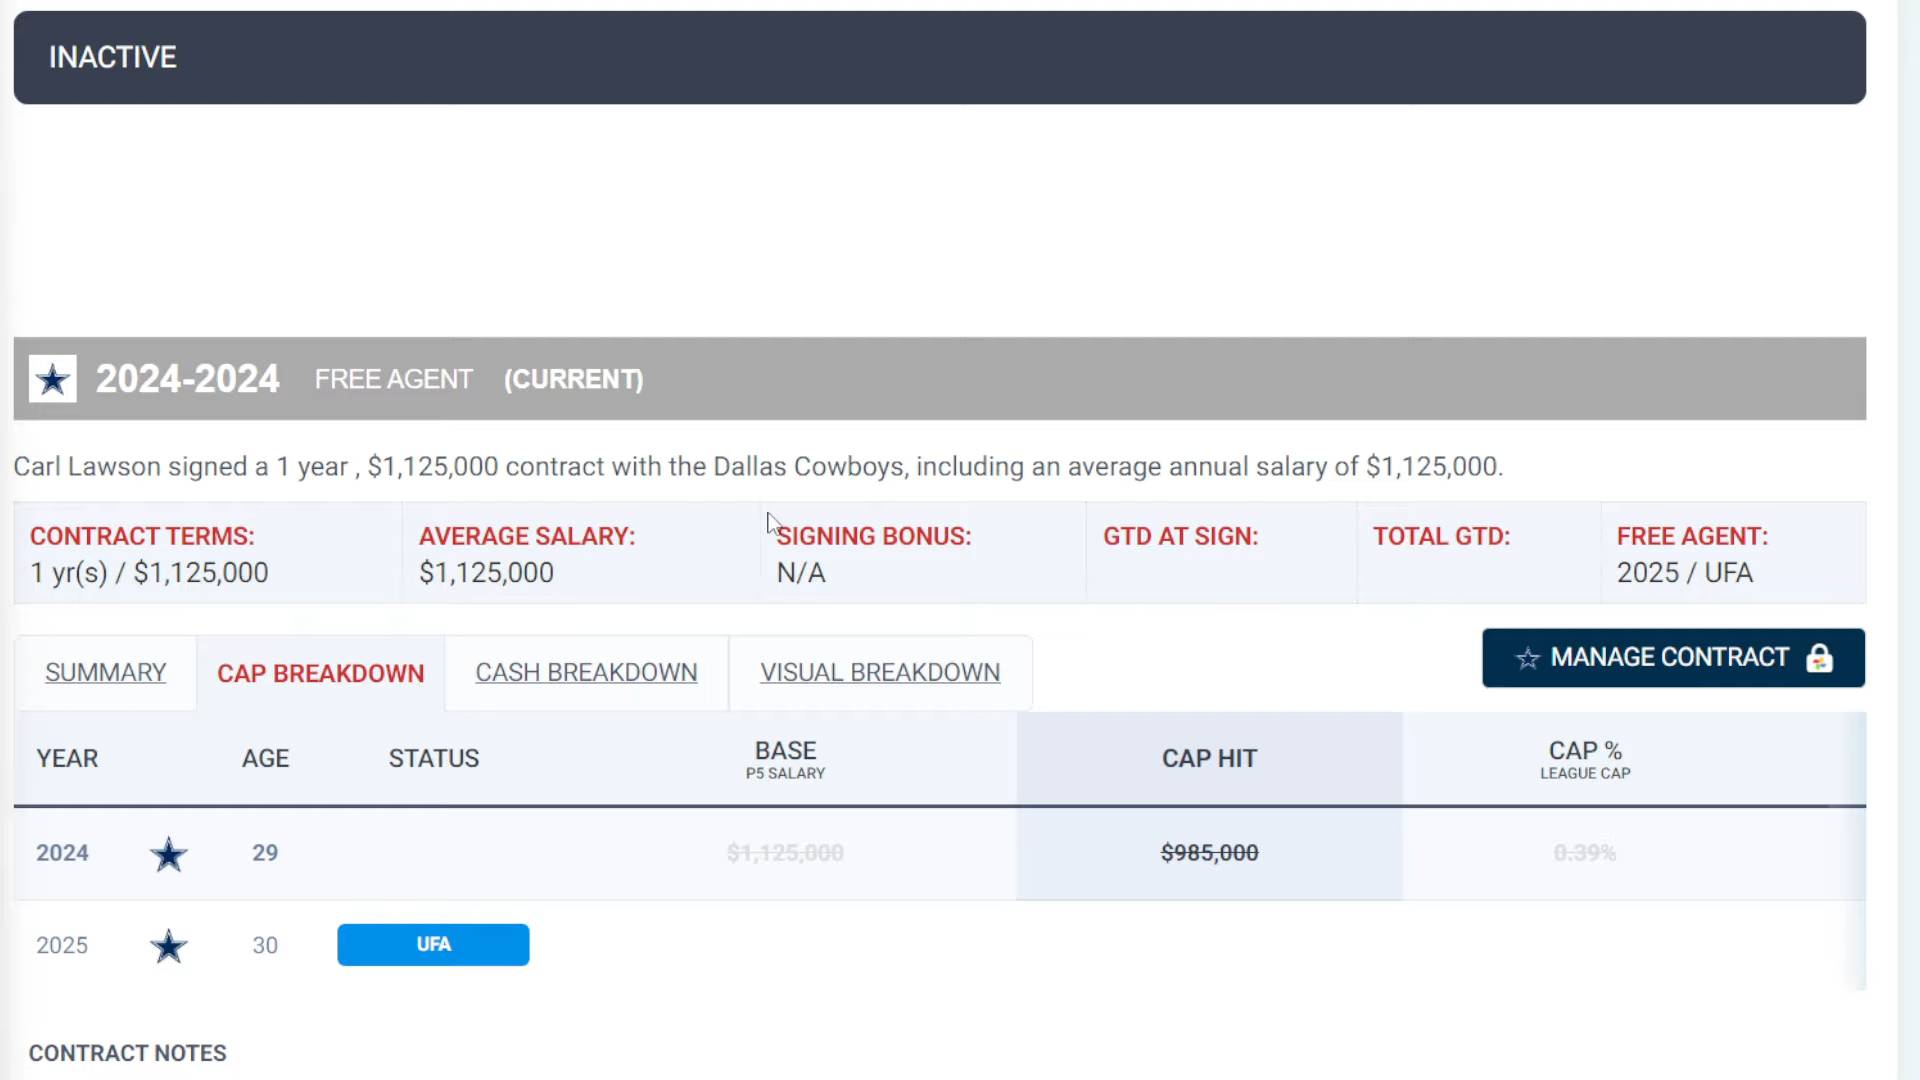 INACTIVE
2024-2024 FREE AGENT (CURRENT)
Carl Lawson signed a 1 year , $1,125,000 contract with the Dallas Cowboys, including an average annual salary of $1,125,000.
CONTRACT TERMS: AVERAGE SALARY: SIGNING BONUS: GTD AT SIGN: TOTAL GTD: FREE AGENT:
1 yr(s) / $1,125,000 $1,125,000 N/A 2025 / UFA
SUMMARY CAP BREAKDOWN CASH BREAKDOWN VISUAL BREAKDOWN MANAGE CONTRACT
YEAR AGE STATUS BASE CAP HIT CAP %
P5 SALARY LEAGUE CAP
2024 29 $1,125,000 $985,000 0.39%
2025 30 UFA
CONTRACT NOTES